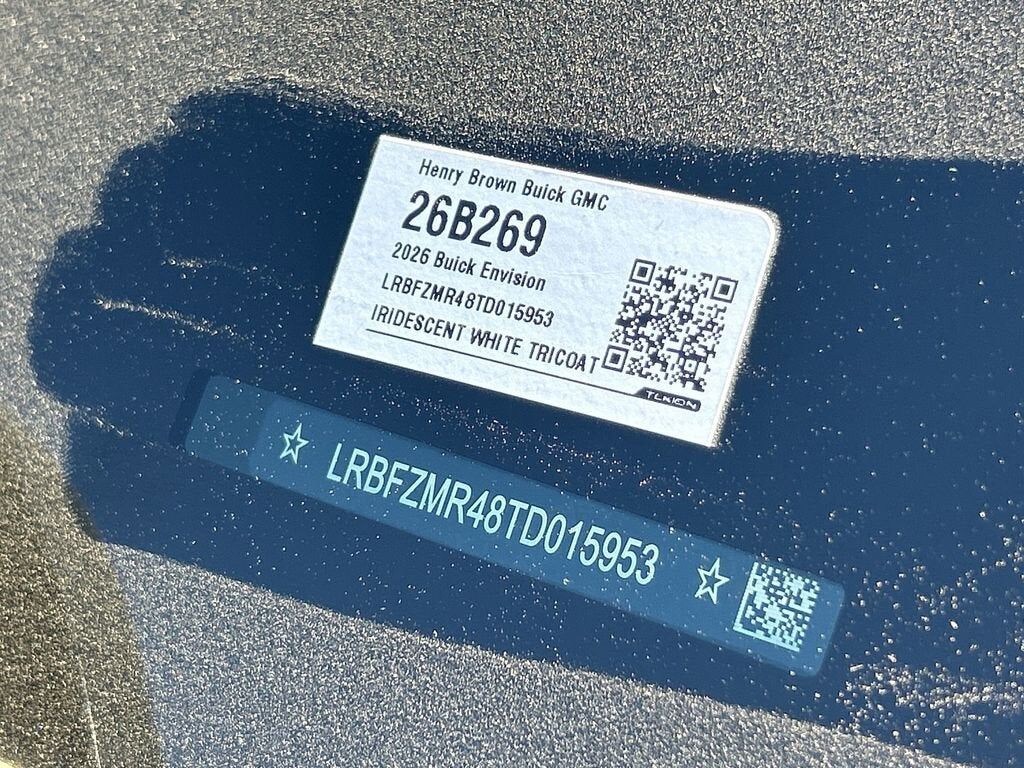 Henry Brown Buick GMC
26B269
2026 Buick Envision
LRBFZMR48TD015953
IRIDESCENT WHITE TRICOAT
TEKION
☆ LRBFZMR48TD015953 ☆